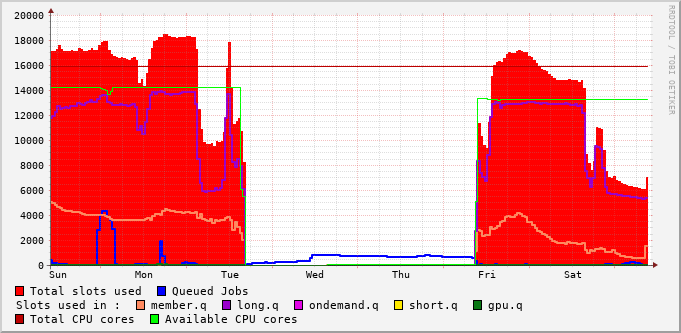 20000
18000
16000
14000
12000
10000
8000
6000
4000
2000
0
Sun Mon Tue Wed Thu Fri Sat
RRDTOOL / TOBI OETIKER
Total slots used Queued Jobs
Slots used in : member.q long.q ondemand.q short.q gpu.q
Total CPU cores Available CPU cores